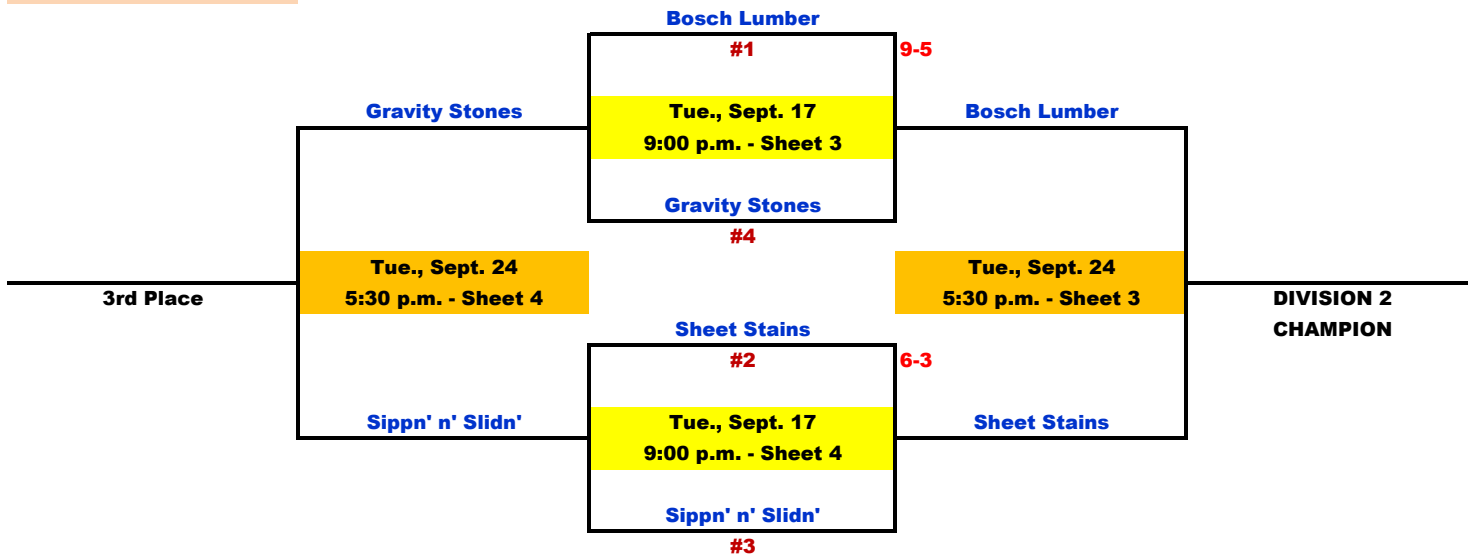 Bosch Lumber
#1
9-5
Gravity Stones
Tue., Sept. 17
9:00 p.m. - Sheet 3
Bosch Lumber
Gravity Stones
#4
Tue., Sept. 24
5:30 p.m. - Sheet 4
Tue., Sept. 24
5:30 p.m. - Sheet 3
3rd Place
DIVISION 2
CHAMPION
Sheet Stains
#2
6-3
Sippn' n' Slidn'
Tue., Sept. 17
9:00 p.m. - Sheet 4
Sheet Stains
Sippn' n' Slidn'
#3